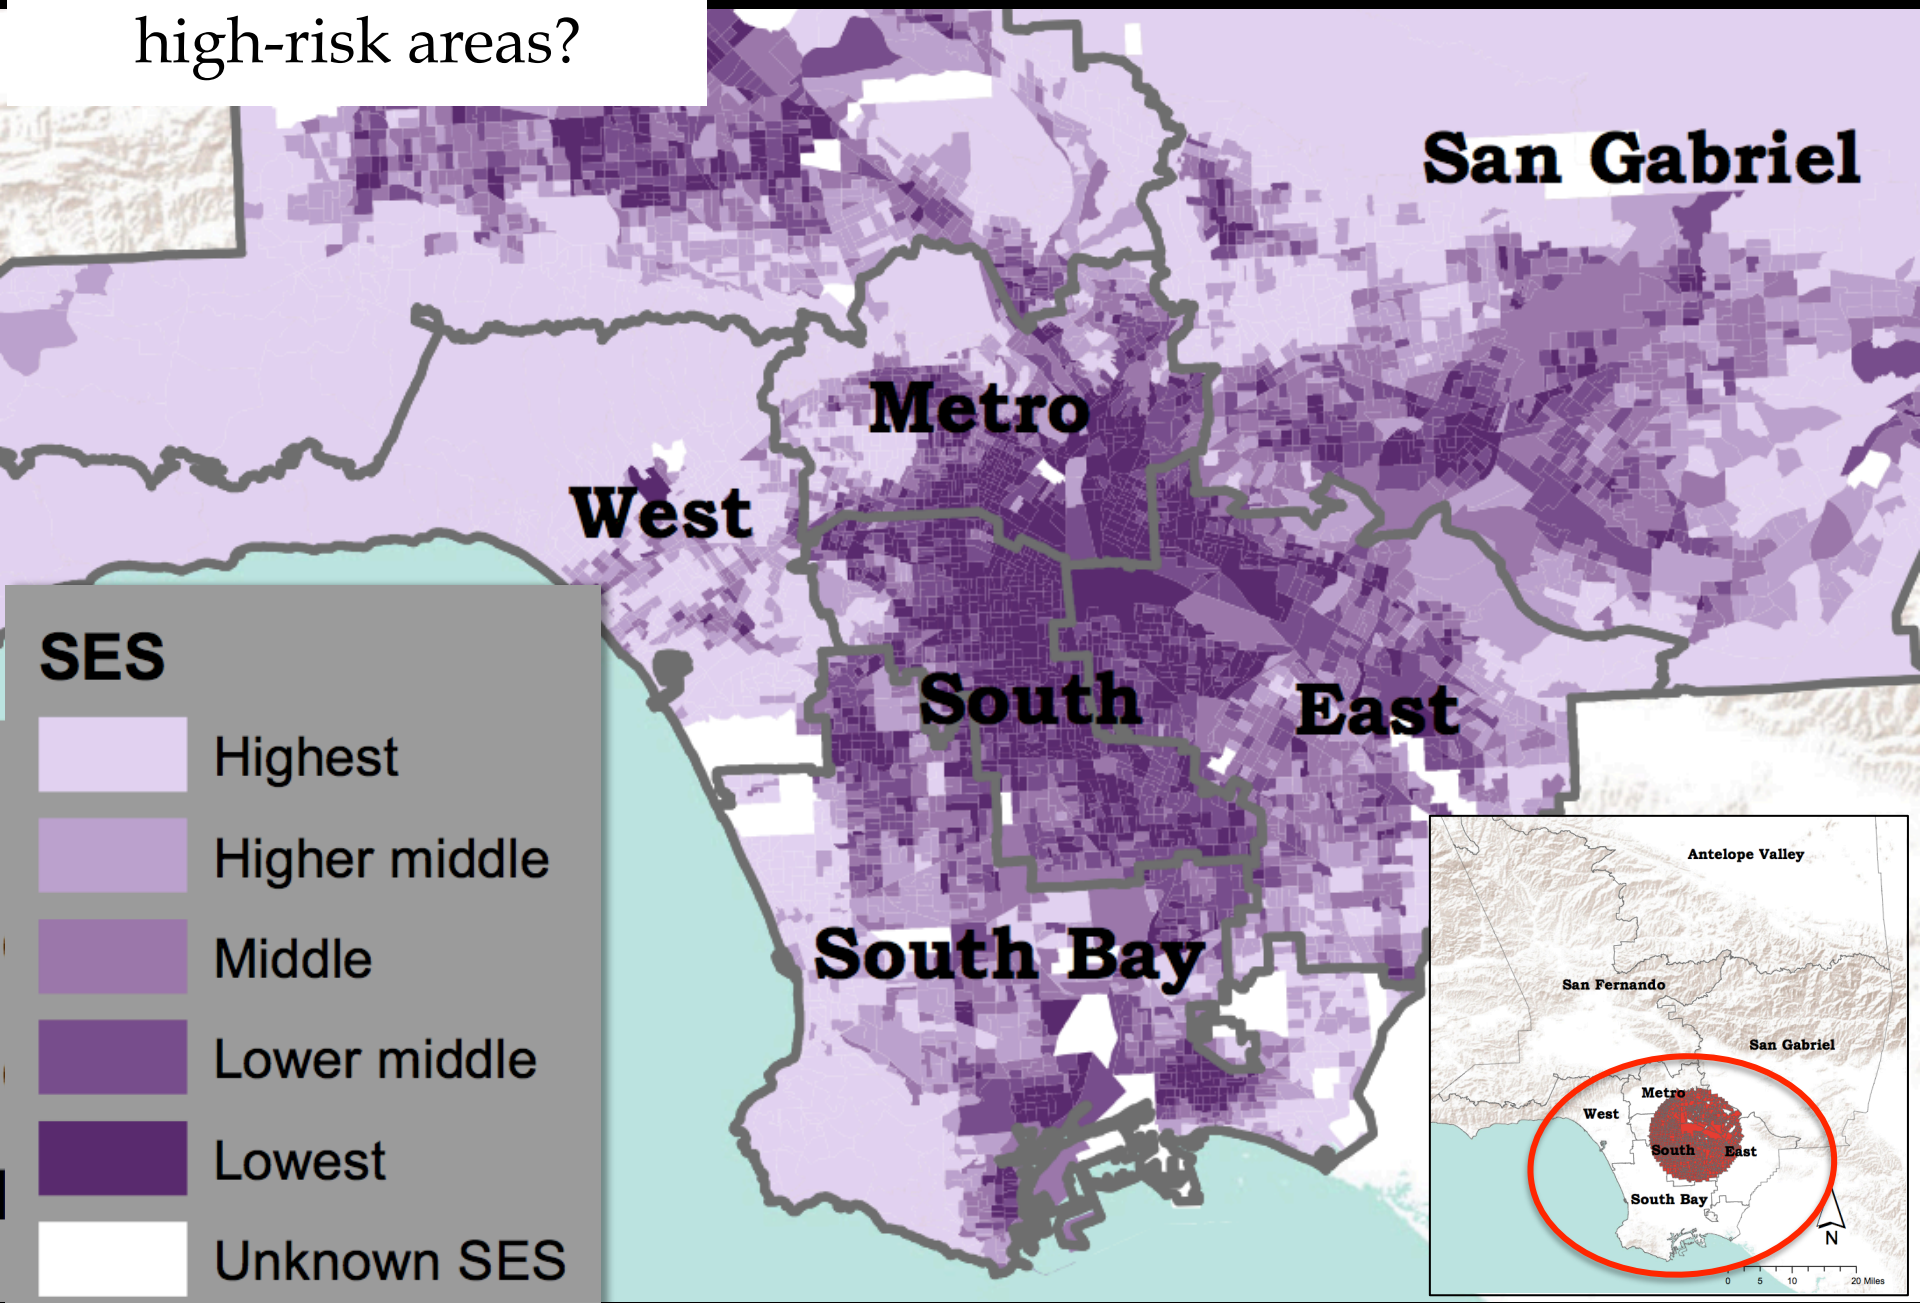 high-risk areas?
San Gabriel
Metro
West
South
East
South Bay
SES
Highest
Higher middle
Middle
Lower middle
Lowest
Unknown SES
Antelope Valley
San Fernando
San Gabriel
Metro
West
South
East
South Bay
N
0 5 10 20 Miles